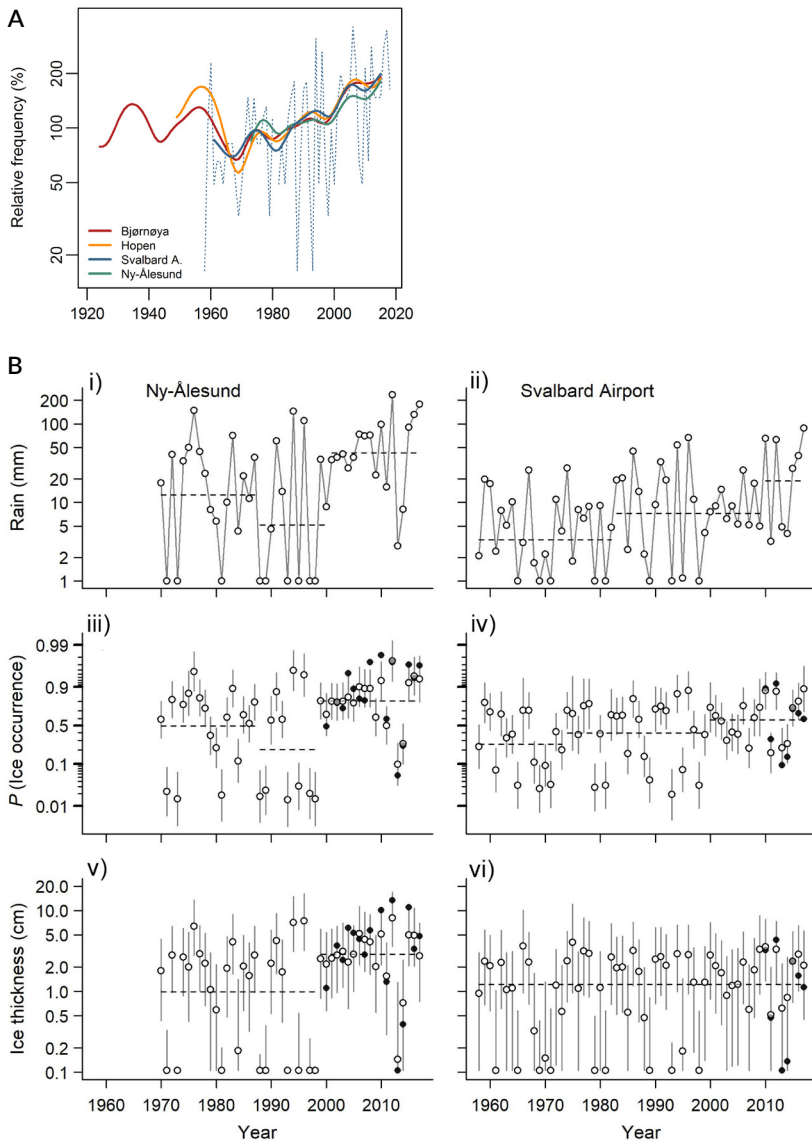 A
Relative frequency (%)
200
100
50
20
Bjørnøya
Hopen
Svalbard A.
Ny-Ålesund
1920 1940 1960 1980 2000 2020
B
i) Ny-Ålesund
ii) Svalbard Airport
Rain (mm)
200
100
50
20
10
5
2
1
iii)
iv)
P (Ice occurrence)
0.99
0.9
0.5
0.1
0.01
v)
vi)
Ice thickness (cm)
20.0
10.0
5.0
2.0
1.0
0.5
0.2
0.1
1960 1970 1980 1990 2000 2010
1960 1970 1980 1990 2000 2010
Year
Year